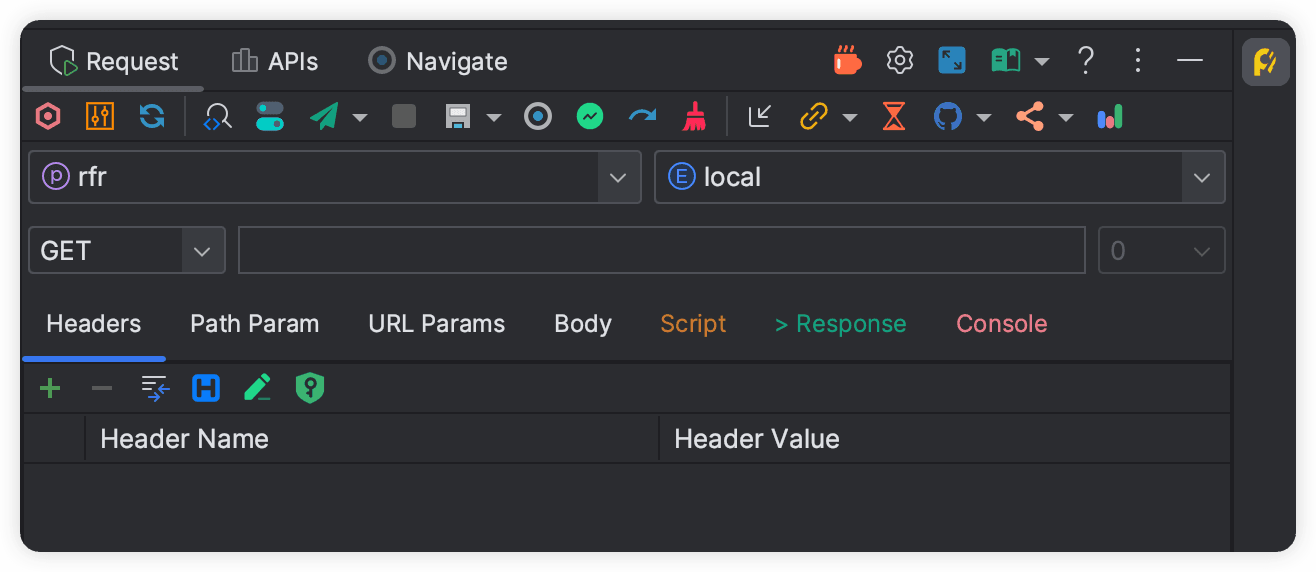 Request APIs Navigate ?
P rfr E local
GET 0
Headers Path Param URL Params Body Script > Response Console
H
Header Name Header Value